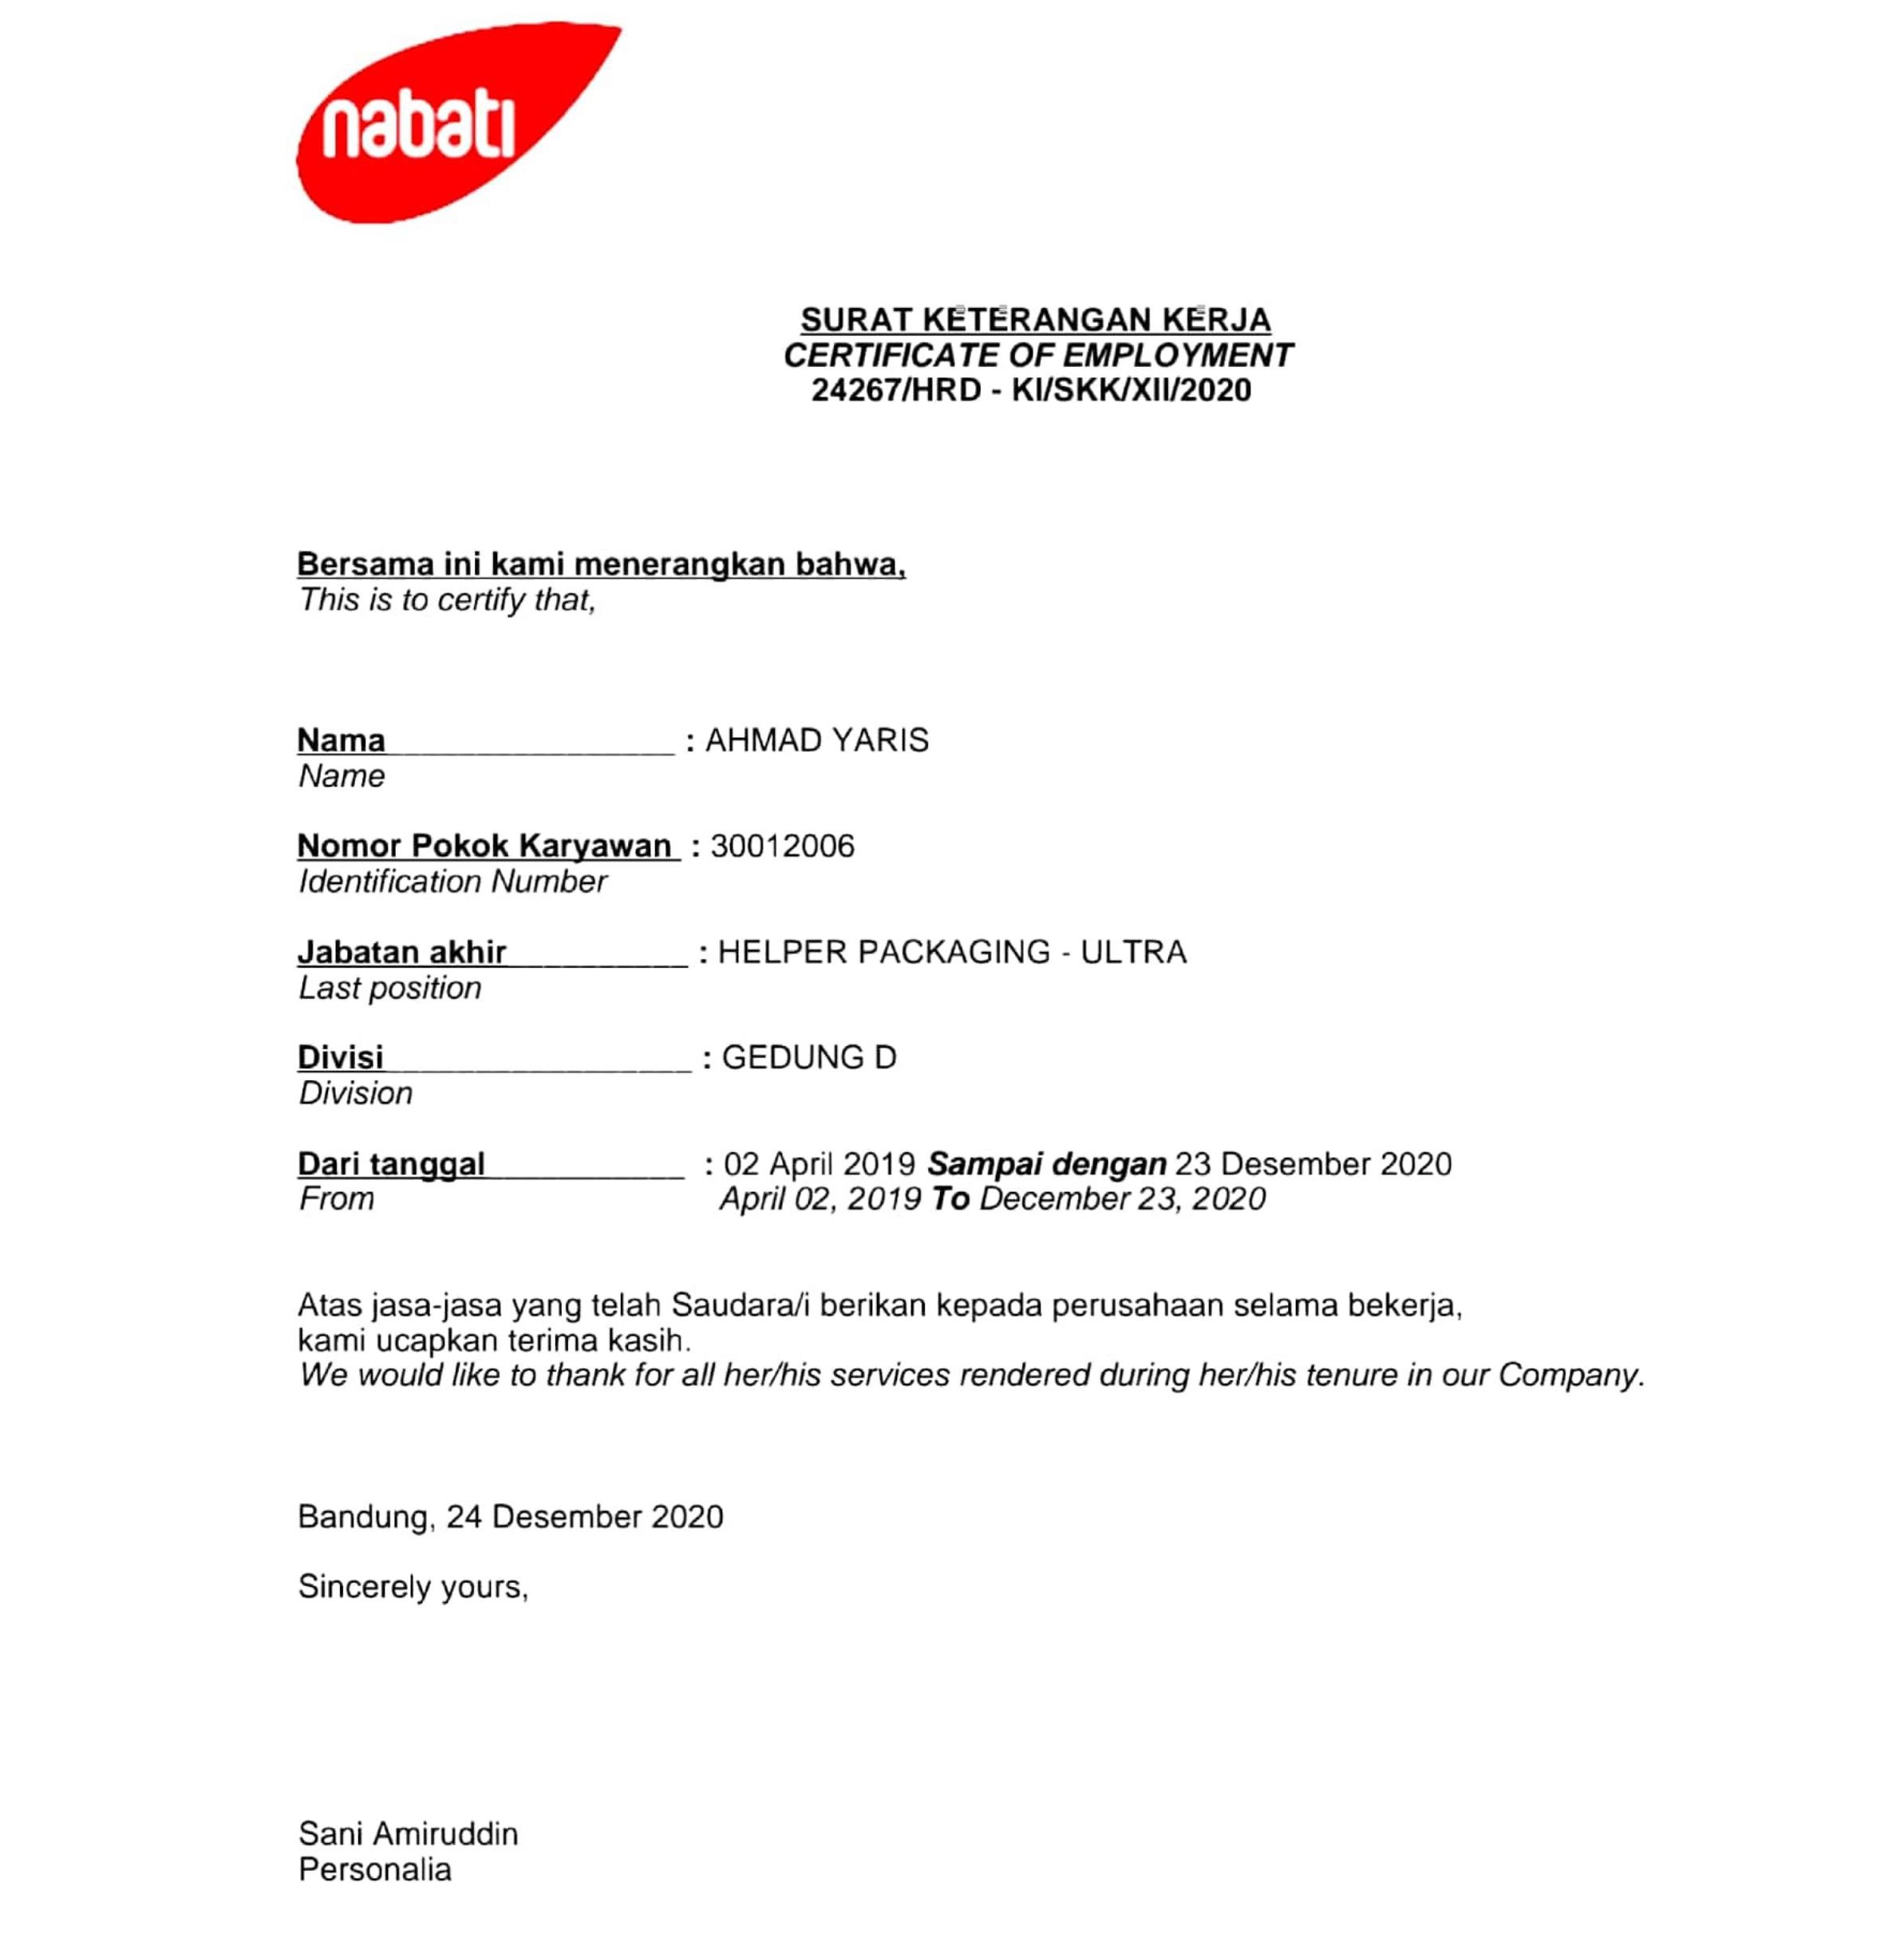 nabati
SURAT KETERANGAN KERJA
CERTIFICATE OF EMPLOYMENT
24267/HRD - KI/SKK/XII/2020
Bersama ini kami menerangkan bahwa,
This is to certify that,
Nama : AHMAD YARIS
Name
Nomor Pokok Karyawan : 30012006
Identification Number
Jabatan akhir : HELPER PACKAGING - ULTRA
Last position
Divisi : GEDUNG D
Division
Dari tanggal : 02 April 2019 Sampai dengan 23 Desember 2020
From April 02, 2019 To December 23, 2020
Atas jasa-jasa yang telah Saudara/i berikan kepada perusahaan selama bekerja,
kami ucapkan terima kasih.
We would like to thank for all her/his services rendered during her/his tenure in our Company.
Bandung, 24 Desember 2020
Sincerely yours,
Sani Amiruddin
Personalia